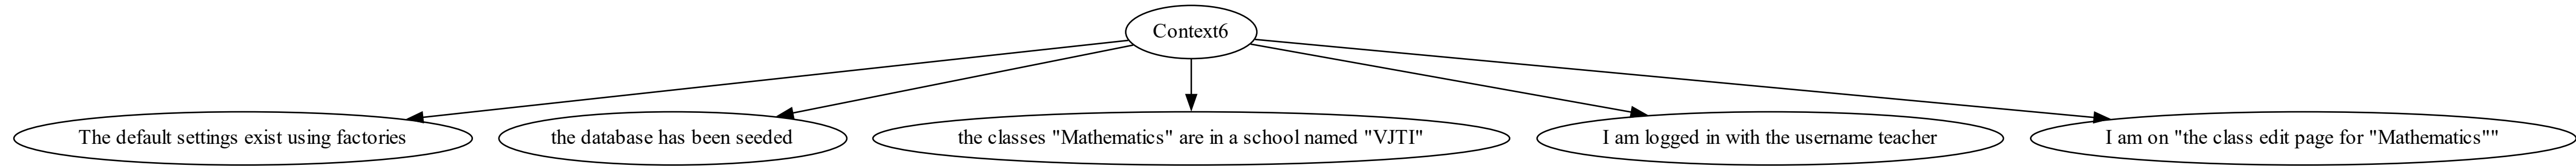 Context6
The default settings exist using factories
the database has been seeded
the classes "Mathematics" are in a school named "VJTI"
I am logged in with the username teacher
I am on "the class edit page for "Mathematics""